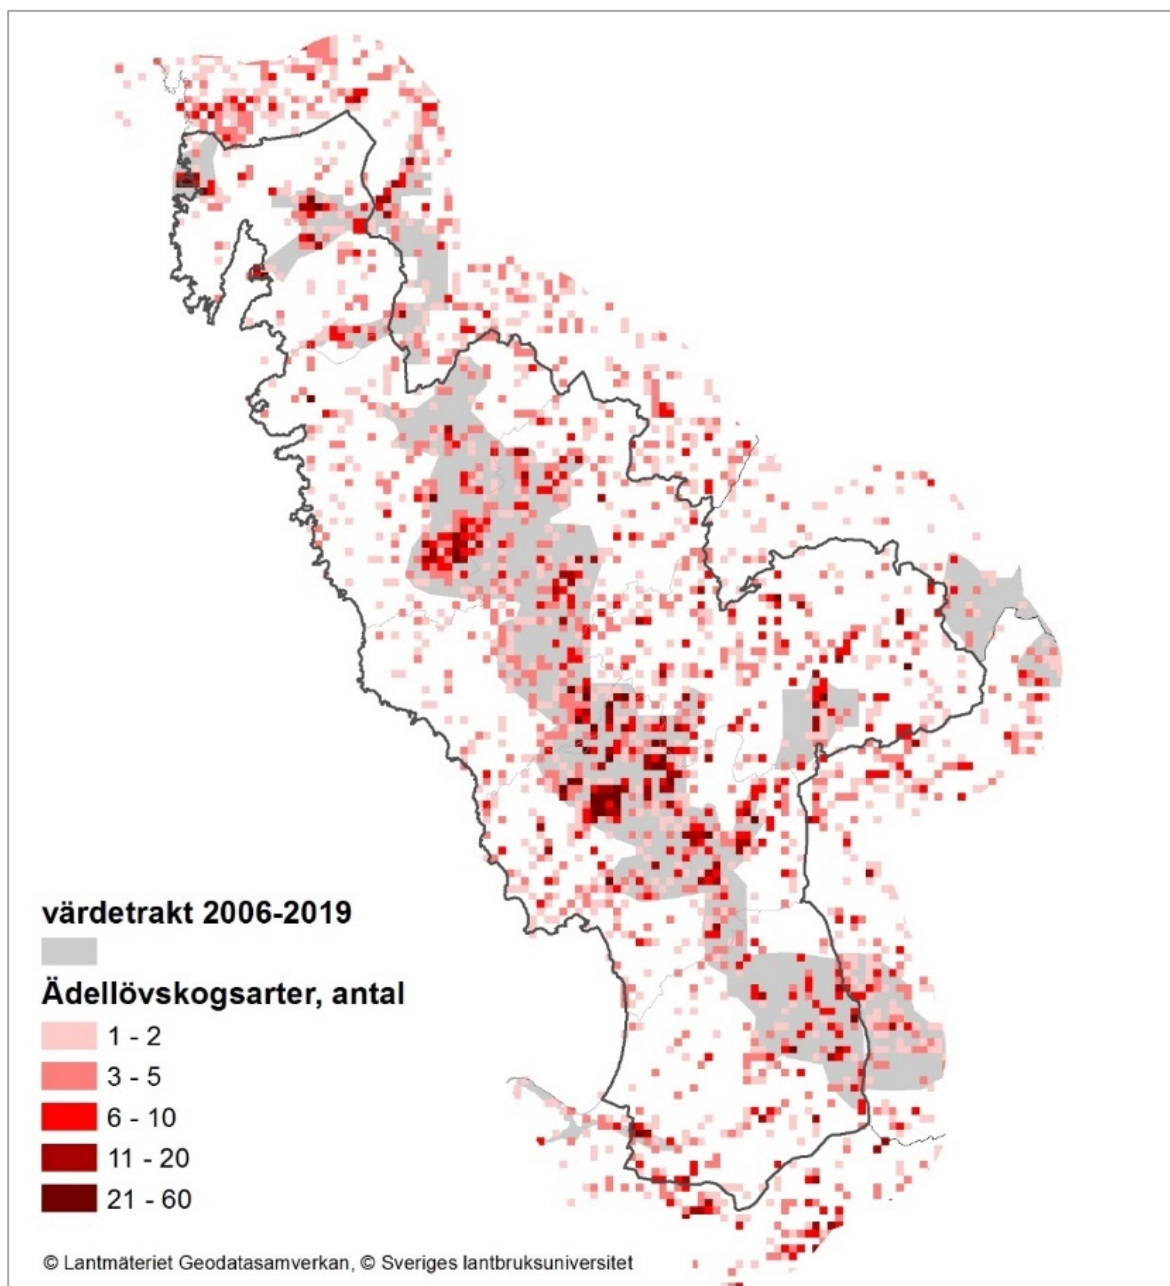 värdetrakt 2006-2019
Ädellövskogsarter, antal
1 - 2
3 - 5
6 - 10
11 - 20
21 - 60
© Lantmäteriet Geodatasamverkan, © Sveriges lantbruksuniversitet